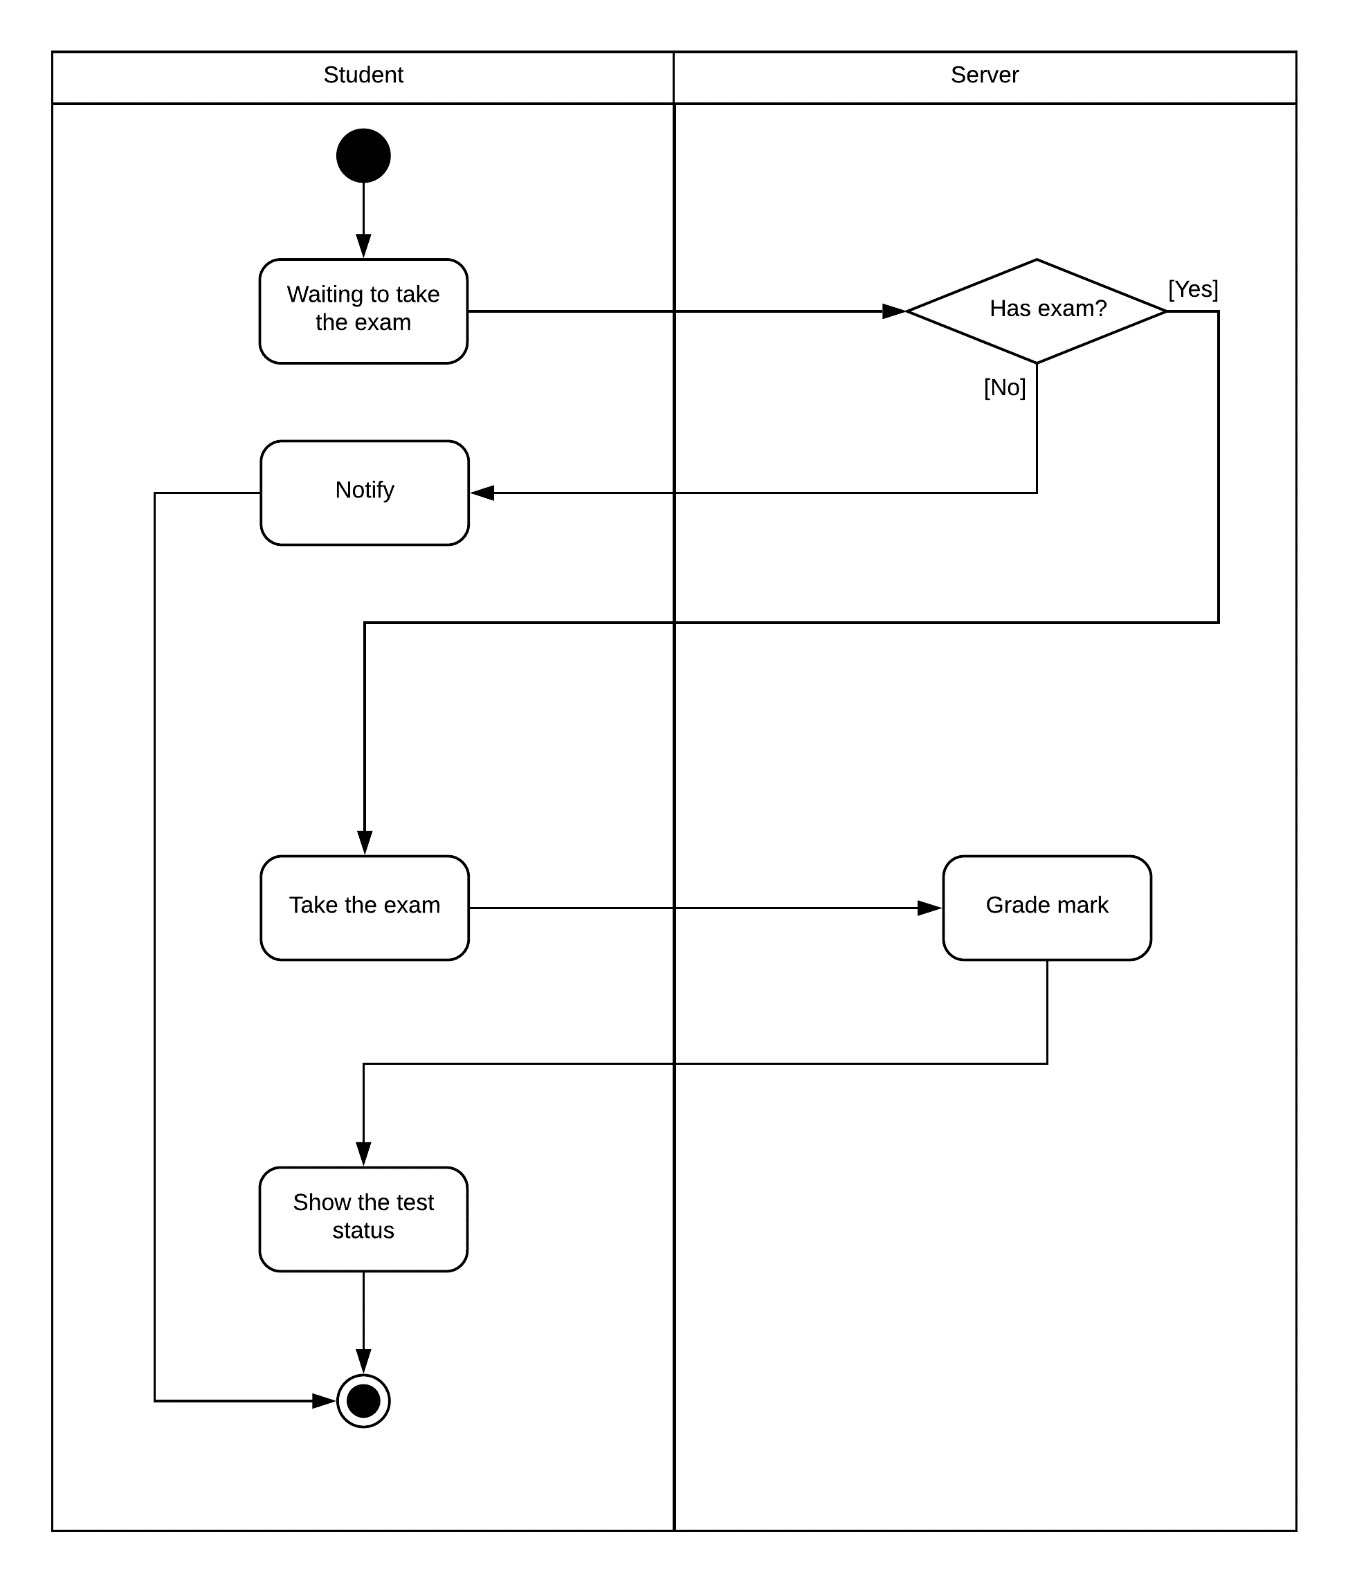 Student
Server
Waiting to take
the exam
Has exam?
[Yes]
[No]
Notify
Take the exam
Grade mark
Show the test
status